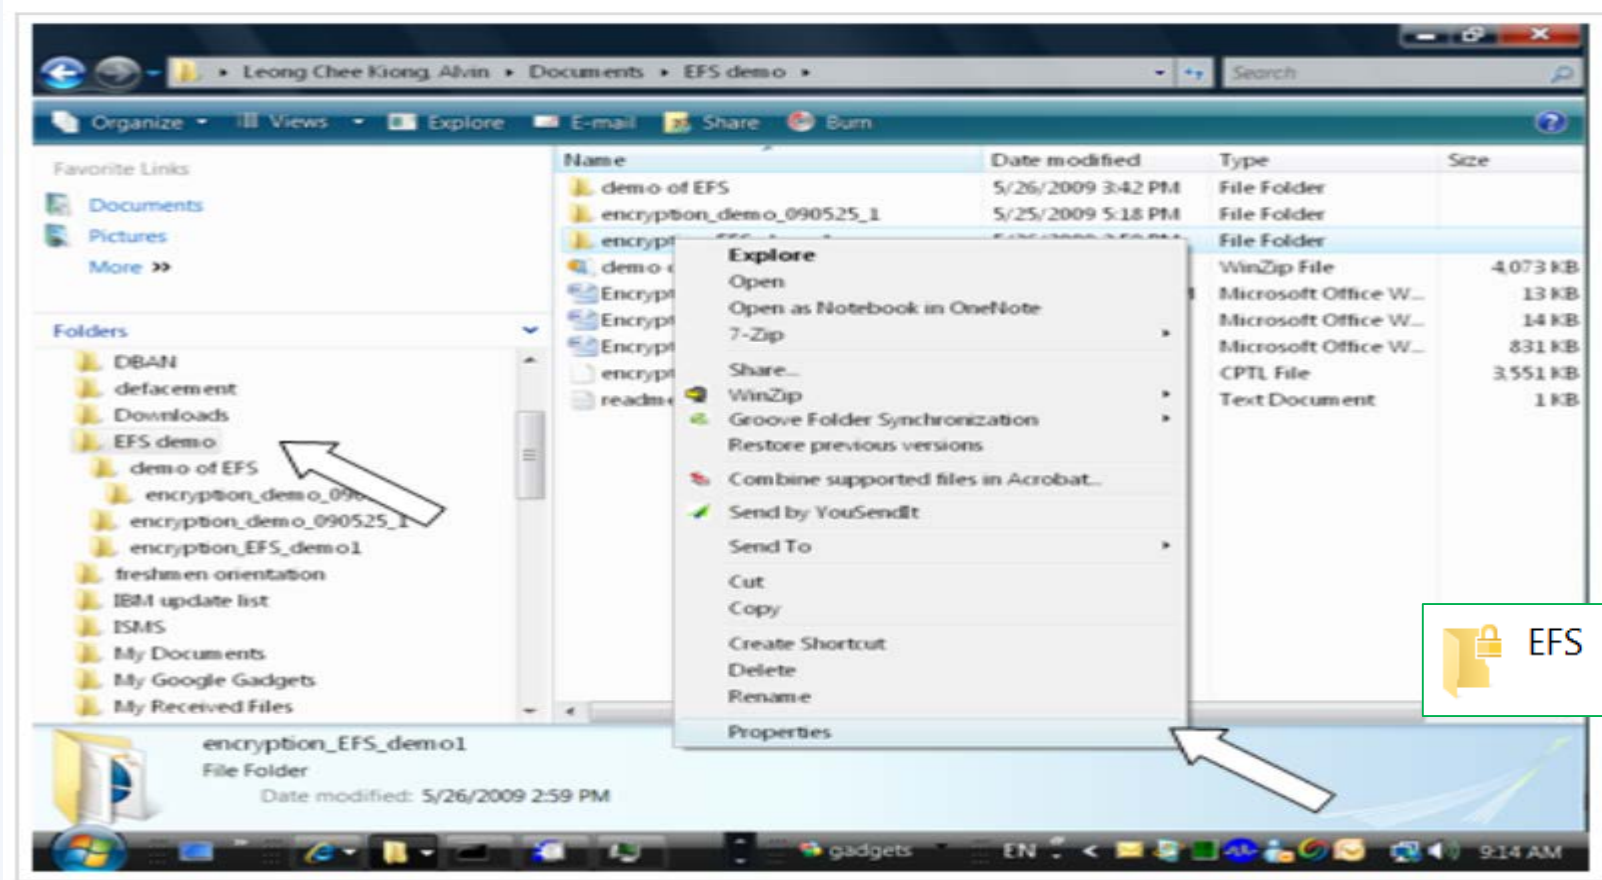 Leong Chee Kiong, Alvin ▸ Documents ▸ EFS demo ▸
Search
Organize Views Explore E-mail Share Burn
Favorite Links
Documents
Pictures
More »
Folders
DBAN
defacement
Downloads
EFS demo
demo of EFS
encryption_demo_090
encryption_demo_090525_1
encryption_EFS_demo1
freshmen orientation
IBM update list
ISMS
My Documents
My Google Gadgets
My Received Files
Name Date modified Type Size
demo of EFS 5/26/2009 3:42 PM File Folder
encryption_demo_090525_1 5/25/2009 5:18 PM File Folder
encrypt File Folder
demo WinZip File 4,073 KB
Encrypt Microsoft Office W... 13 KB
Encrypt Microsoft Office W... 14 KB
Encrypt Microsoft Office W... 831 KB
encrypt CPTL File 3,551 KB
readme Text Document 1 KB
Explore
Open
Open as Notebook in OneNote
7-Zip
Share...
WinZip
Groove Folder Synchronization
Restore previous versions
Combine supported files in Acrobat...
Send by YouSendIt
Send To
Cut
Copy
Create Shortcut
Delete
Rename
Properties
EFS
encryption_EFS_demo1
File Folder
Date modified: 5/26/2009 2:59 PM
gadgets EN 9:14 AM